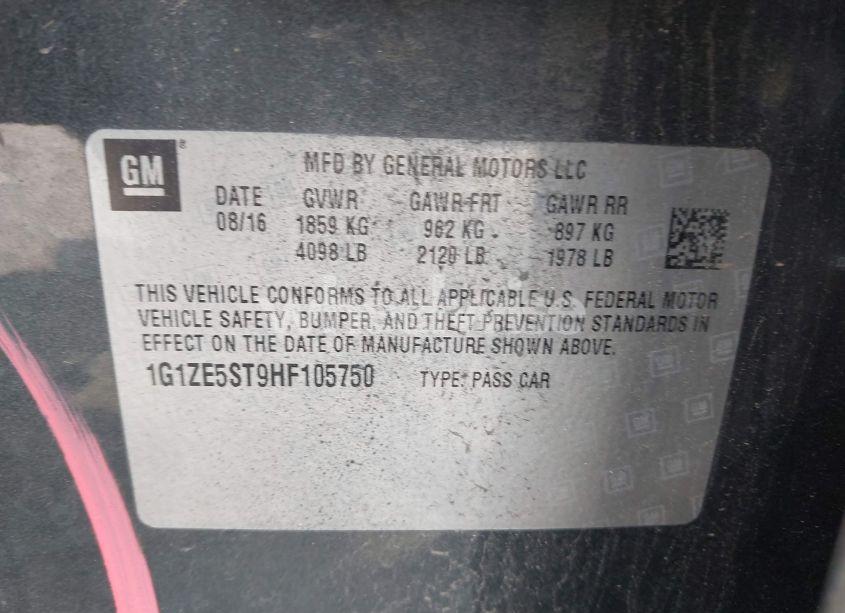 GM®
MFD BY GENERAL MOTORS LLC
DATE GVWR GAWR FRT GAWR RR
08/16 1859 KG 962 KG 897 KG
4098 LB 2120 LB 1978 LB
THIS VEHICLE CONFORMS TO ALL APPLICABLE U.S. FEDERAL MOTOR
VEHICLE SAFETY, BUMPER, AND THEFT PREVENTION STANDARDS IN
EFFECT ON THE DATE OF MANUFACTURE SHOWN ABOVE.
1G1ZE5ST9HF105750 TYPE: PASS CAR